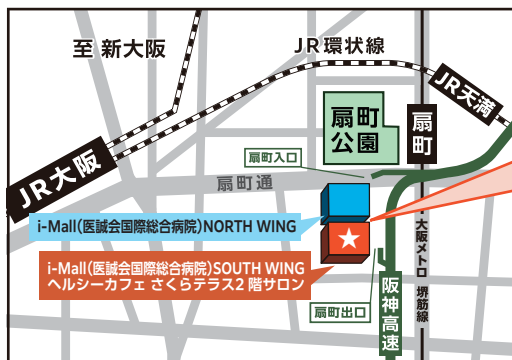 至 新大阪
JR環状線
JR天満
JR大阪
扇町
公園
扇町
扇町入口
扇町通
i-Mall(医誠会国際総合病院)NORTH WING
i-Mall(医誠会国際総合病院)SOUTH WING
ヘルシーカフェ さくらテラス2階サロン
大阪メトロ 堺筋線
扇町出口
阪神高速